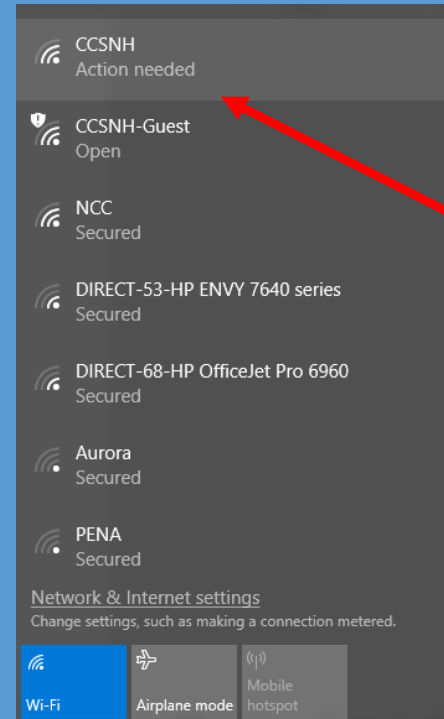 CCSNH
Action needed
CCSNH-Guest
Open
NCC
Secured
DIRECT-53-HP ENVY 7640 series
Secured
DIRECT-68-HP OfficeJet Pro 6960
Secured
Aurora
Secured
PENA
Secured
Network & Internet settings
Change settings, such as making a connection metered.
Wi-Fi
Airplane mode
Mobile
hotspot